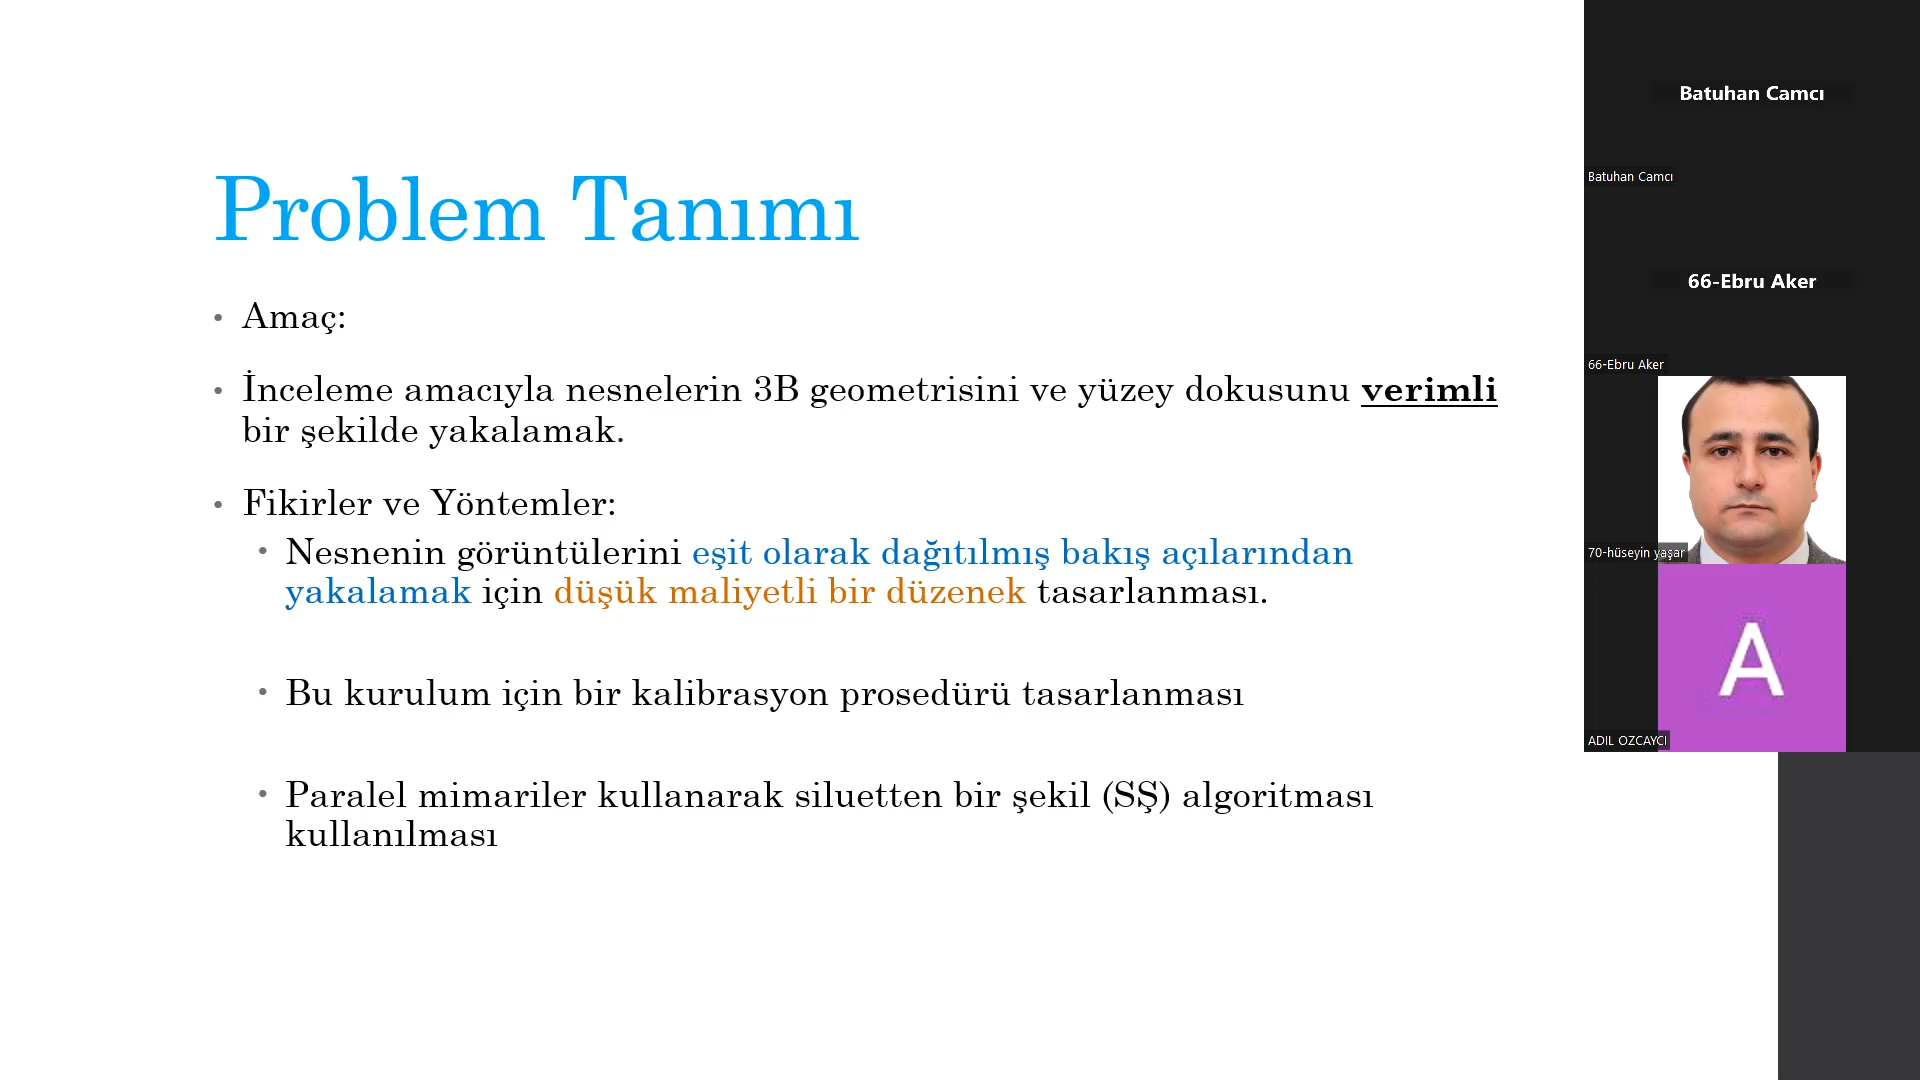 Problem Tanımı
• Amaç:
• İnceleme amacıyla nesnelerin 3B geometrisini ve yüzey dokusunu verimli
bir şekilde yakalamak.
• Fikirler ve Yöntemler:
• Nesnenin görüntülerini eşit olarak dağıtılmış bakış açılarından
yakalamak için düşük maliyetli bir düzenek tasarlanması.
• Bu kurulum için bir kalibrasyon prosedürü tasarlanması
• Paralel mimariler kullanarak siluetten bir şekil (SŞ) algoritması
kullanılması
Batuhan Camcı
Batuhan Camcı
66-Ebru Aker
66-Ebru Aker
70-hüseyin yaşar
A
ADIL OZCAYCI